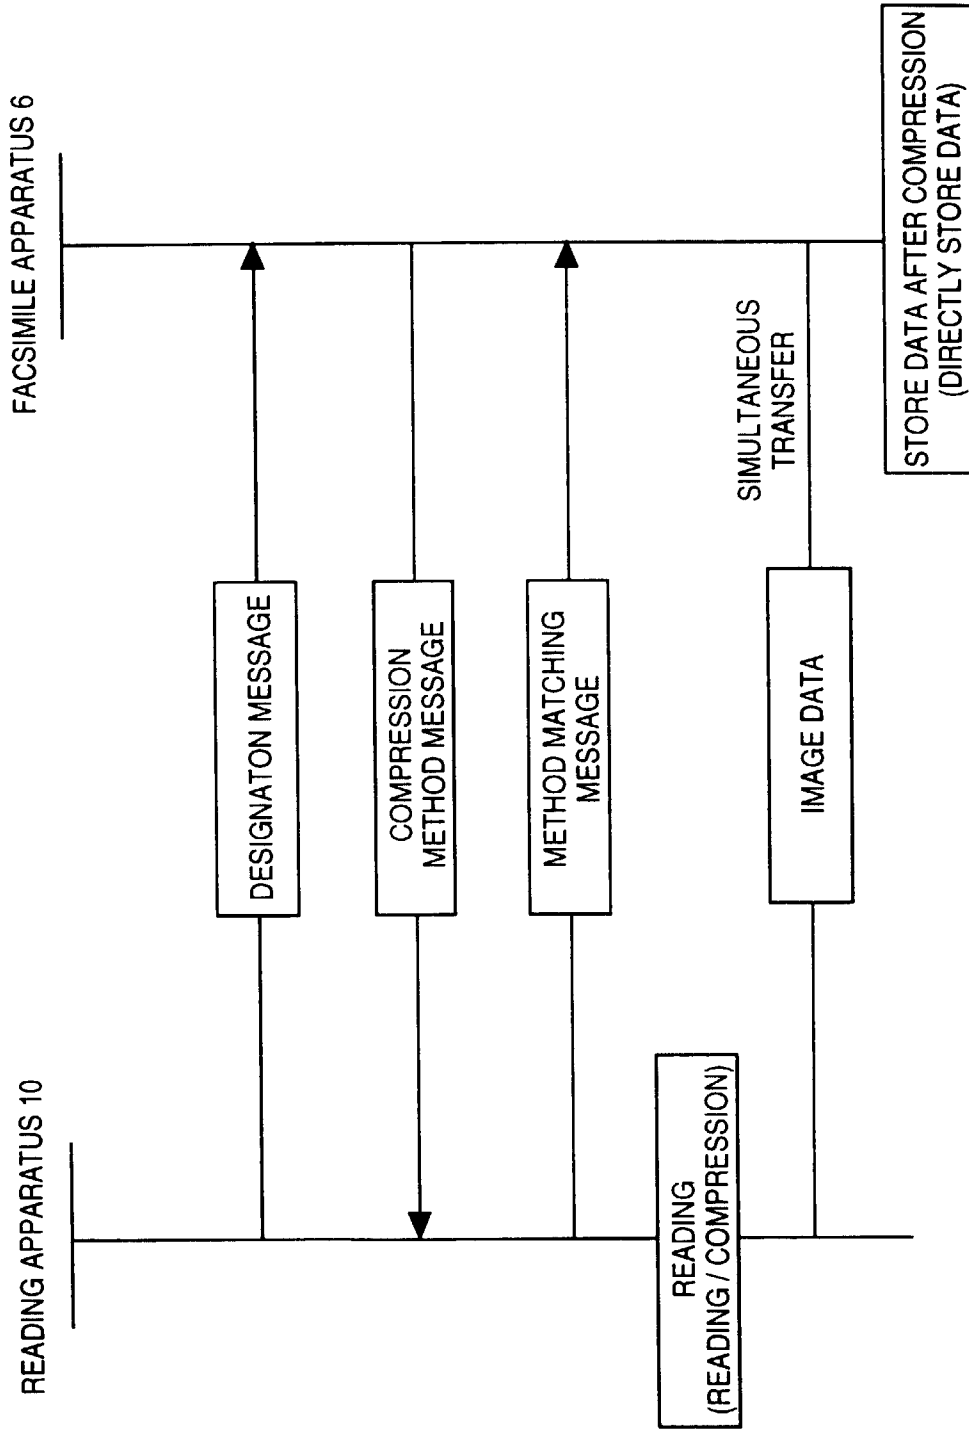 READING APPARATUS 10
FACSIMILE APPARATUS 6
DESIGNATON MESSAGE
COMPRESSION
METHOD MESSAGE
METHOD MATCHING
MESSAGE
READING
(READING / COMPRESSION)
IMAGE DATA
SIMULTANEOUS
TRANSFER
STORE DATA AFTER COMPRESSION
(DIRECTLY STORE DATA)